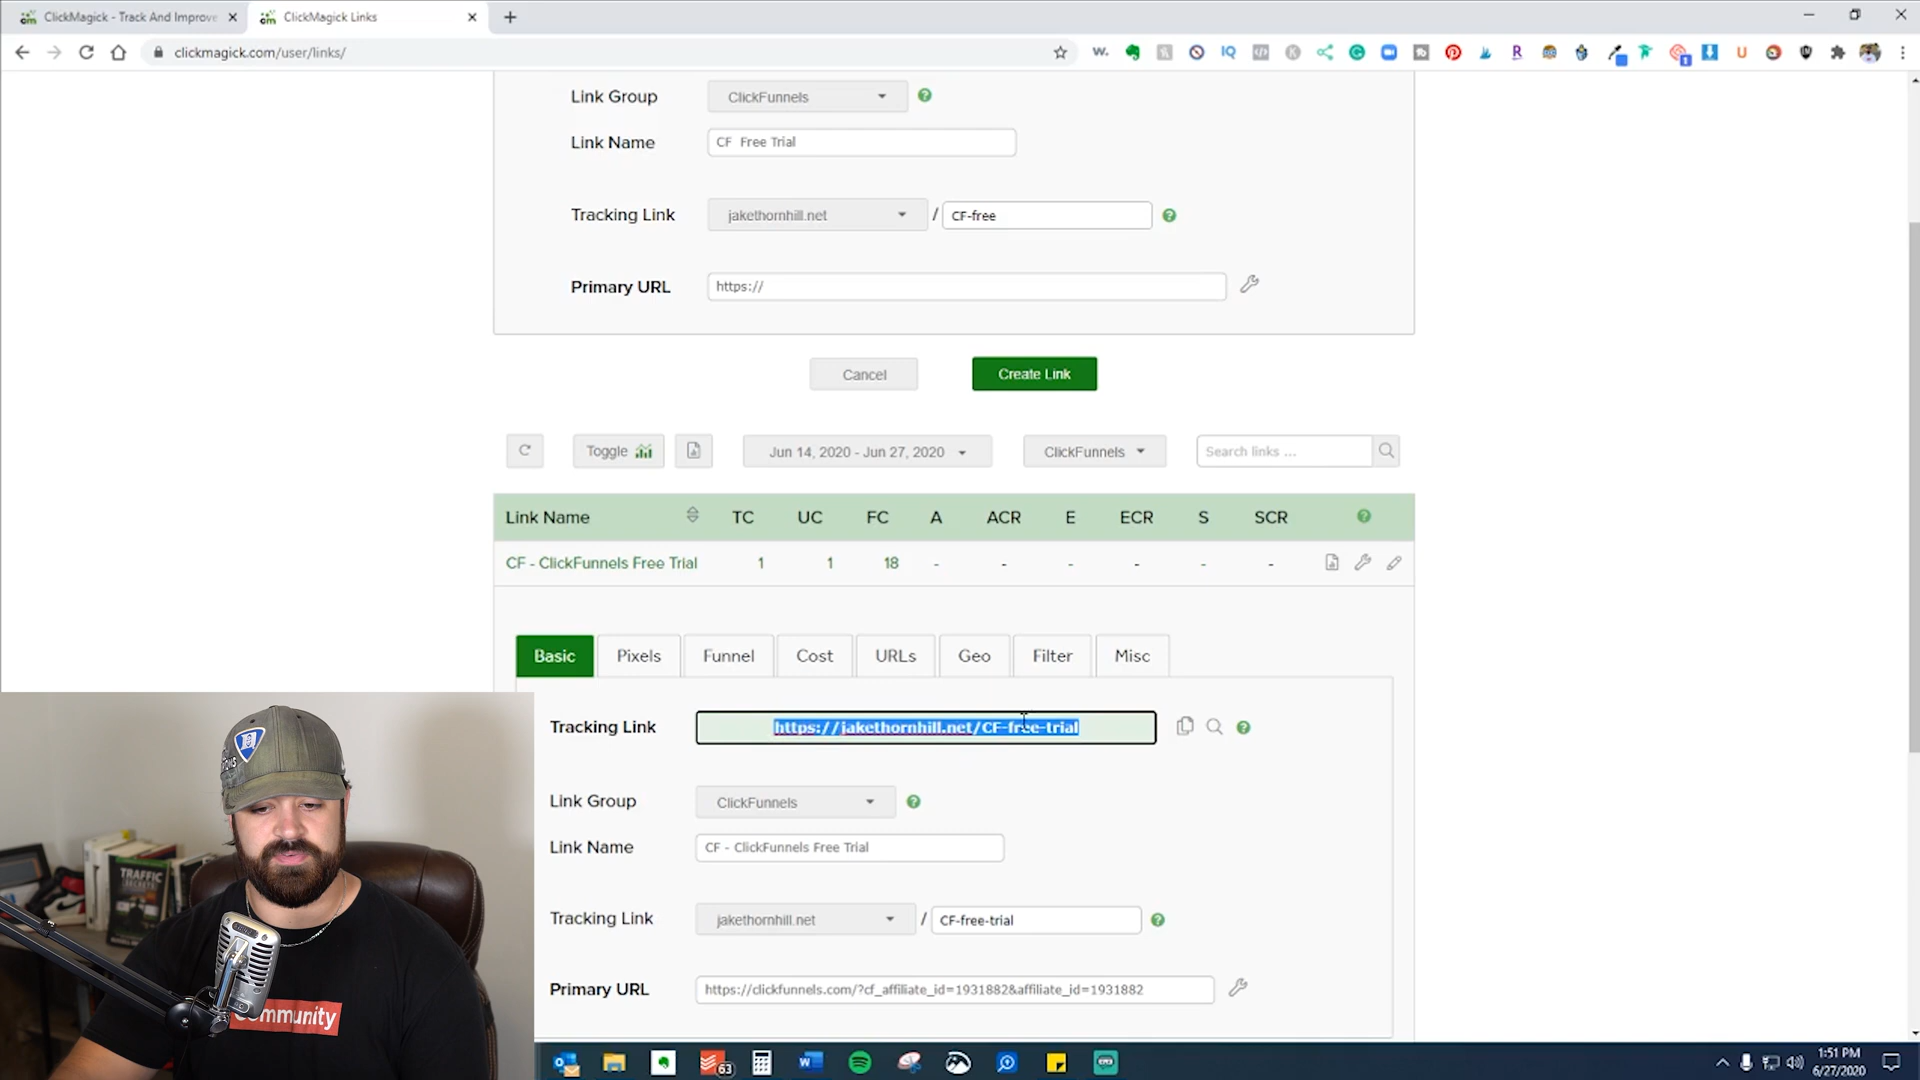 ClickMagick - Track And Improve
ClickMagick Links
clickmagick.com/user/links/
Link Group
ClickFunnels
Link Name
CF  Free Trial
Tracking Link
jakethornhill.net
/
CF-free
Primary URL
https://
Cancel
Create Link
Toggle
Jun 14, 2020 - Jun 27, 2020
ClickFunnels
Search links ...
Link Name TC UC FC A ACR E ECR S SCR
CF - ClickFunnels Free Trial 1 1 18 - - - - - -
Basic Pixels Funnel Cost URLs Geo Filter Misc
Tracking Link
https://jakethornhill.net/CF-free-trial
Link Group
ClickFunnels
Link Name
CF - ClickFunnels Free Trial
Tracking Link
jakethornhill.net
/
CF-free-trial
Primary URL
https://clickfunnels.com/?cf_affiliate_id=1931882&affiliate_id=1931882
TRAFFIC
SECRETS
ommunity
63
1:51 PM
6/27/2020